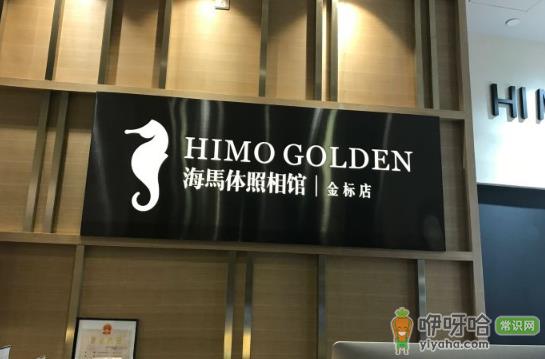 HIMO GOLDEN
海馬体照相馆 | 金标店
HI M
咿呀哈 常识网
yiyaha.com